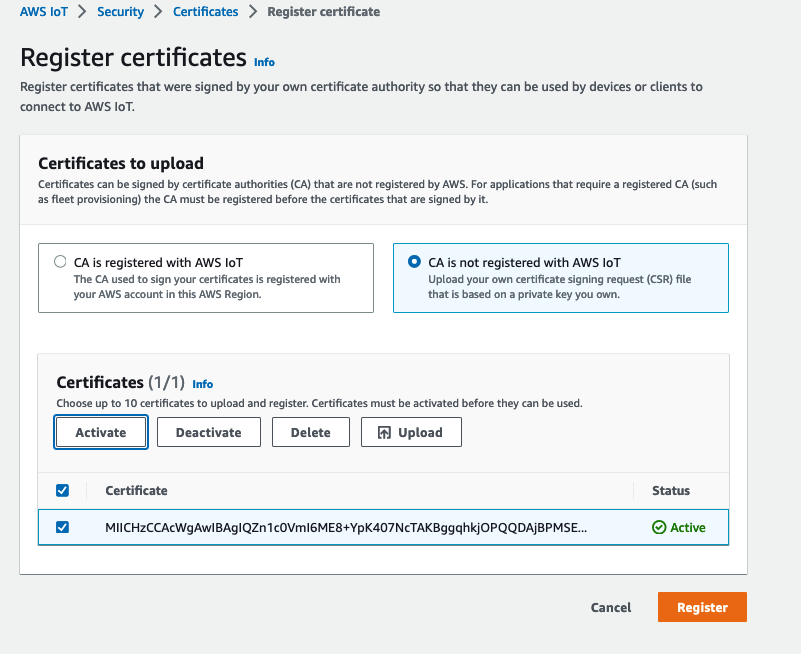 AWS IoT > Security > Certificates > Register certificate
Register certificates Info
Register certificates that were signed by your own certificate authority so that they can be used by devices or clients to
connect to AWS IoT.
Certificates to upload
Certificates can be signed by certificate authorities (CA) that are not registered by AWS. For applications that require a registered CA (such
as fleet provisioning) the CA must be registered before the certificates that are signed by it.
CA is registered with AWS IoT
The CA used to sign your certificates is registered with
your AWS account in this AWS Region.
CA is not registered with AWS IoT
Upload your own certificate signing request (CSR) file
that is based on a private key you own.
Certificates (1/1) Info
Choose up to 10 certificates to upload and register. Certificates must be activated before they can be used.
Activate Deactivate Delete Upload
Certificate Status
MIICHzCCAcWgAwIBAgIQZn1c0VmI6ME8+YpK407NcTAKBggqhkjOPQQDAjBPMSE... Active
Cancel Register